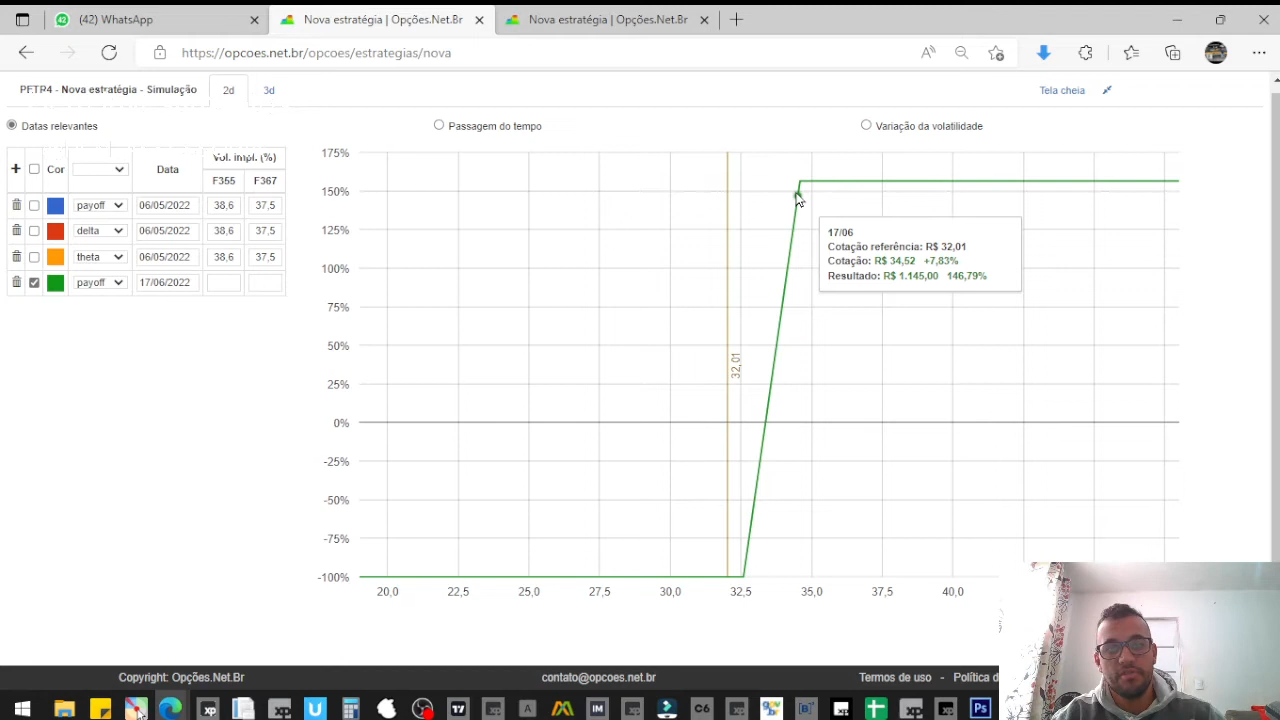 (42) WhatsApp
Nova estratégia | Opções.Net.Br
Nova estratégia | Opções.Net.Br
https://opcoes.net.br/opcoes/estrategias/nova
PETR4 - Nova estratégia - Simulação
2d
3d
Tela cheia
Datas relevantes
Passagem do tempo
Variação da volatilidade
Cor
Data
Vol. Impl. (%)
F355
F367
payoff
06/05/2022
38,6
37,5
delta
06/05/2022
38,6
37,5
theta
06/05/2022
38,6
37,5
payoff
17/06/2022
175%
150%
125%
100%
75%
50%
25%
0%
-25%
-50%
-75%
-100%
32,01
17/06
Cotação referência: R$ 32,01
Cotação: R$ 34,52 +7,83%
Resultado: R$ 1.145,00 146,79%
20,0
22,5
25,0
27,5
30,0
32,5
35,0
37,5
40,0
Copyright: Opções.Net.Br
contato@opcoes.net.br
Termos de uso - Política d